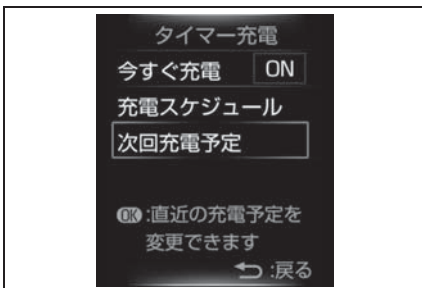 タイマー充電
今すぐ充電 ON
充電スケジュール
次回充電予定
OK:直近の充電予定を
変更できます
:戻る